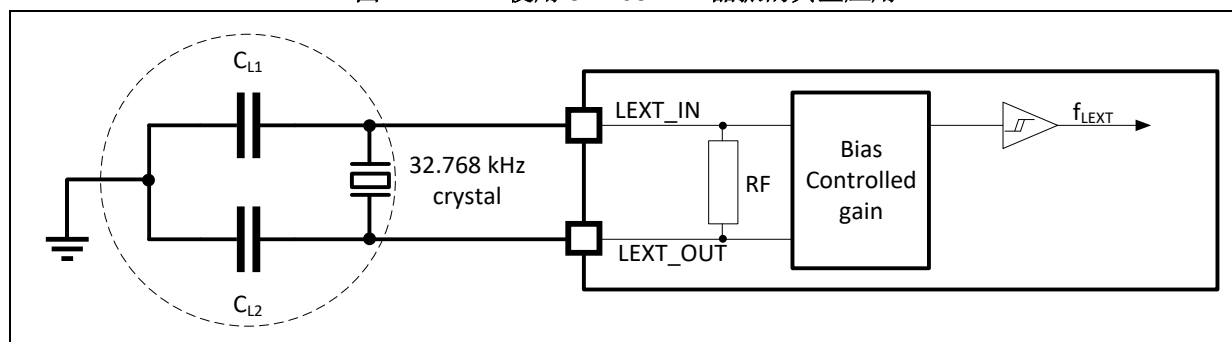 C_L1
LEXT_IN
f_LEXT
32.768 kHz
crystal
RF
Bias
Controlled
gain
LEXT_OUT
C_L2